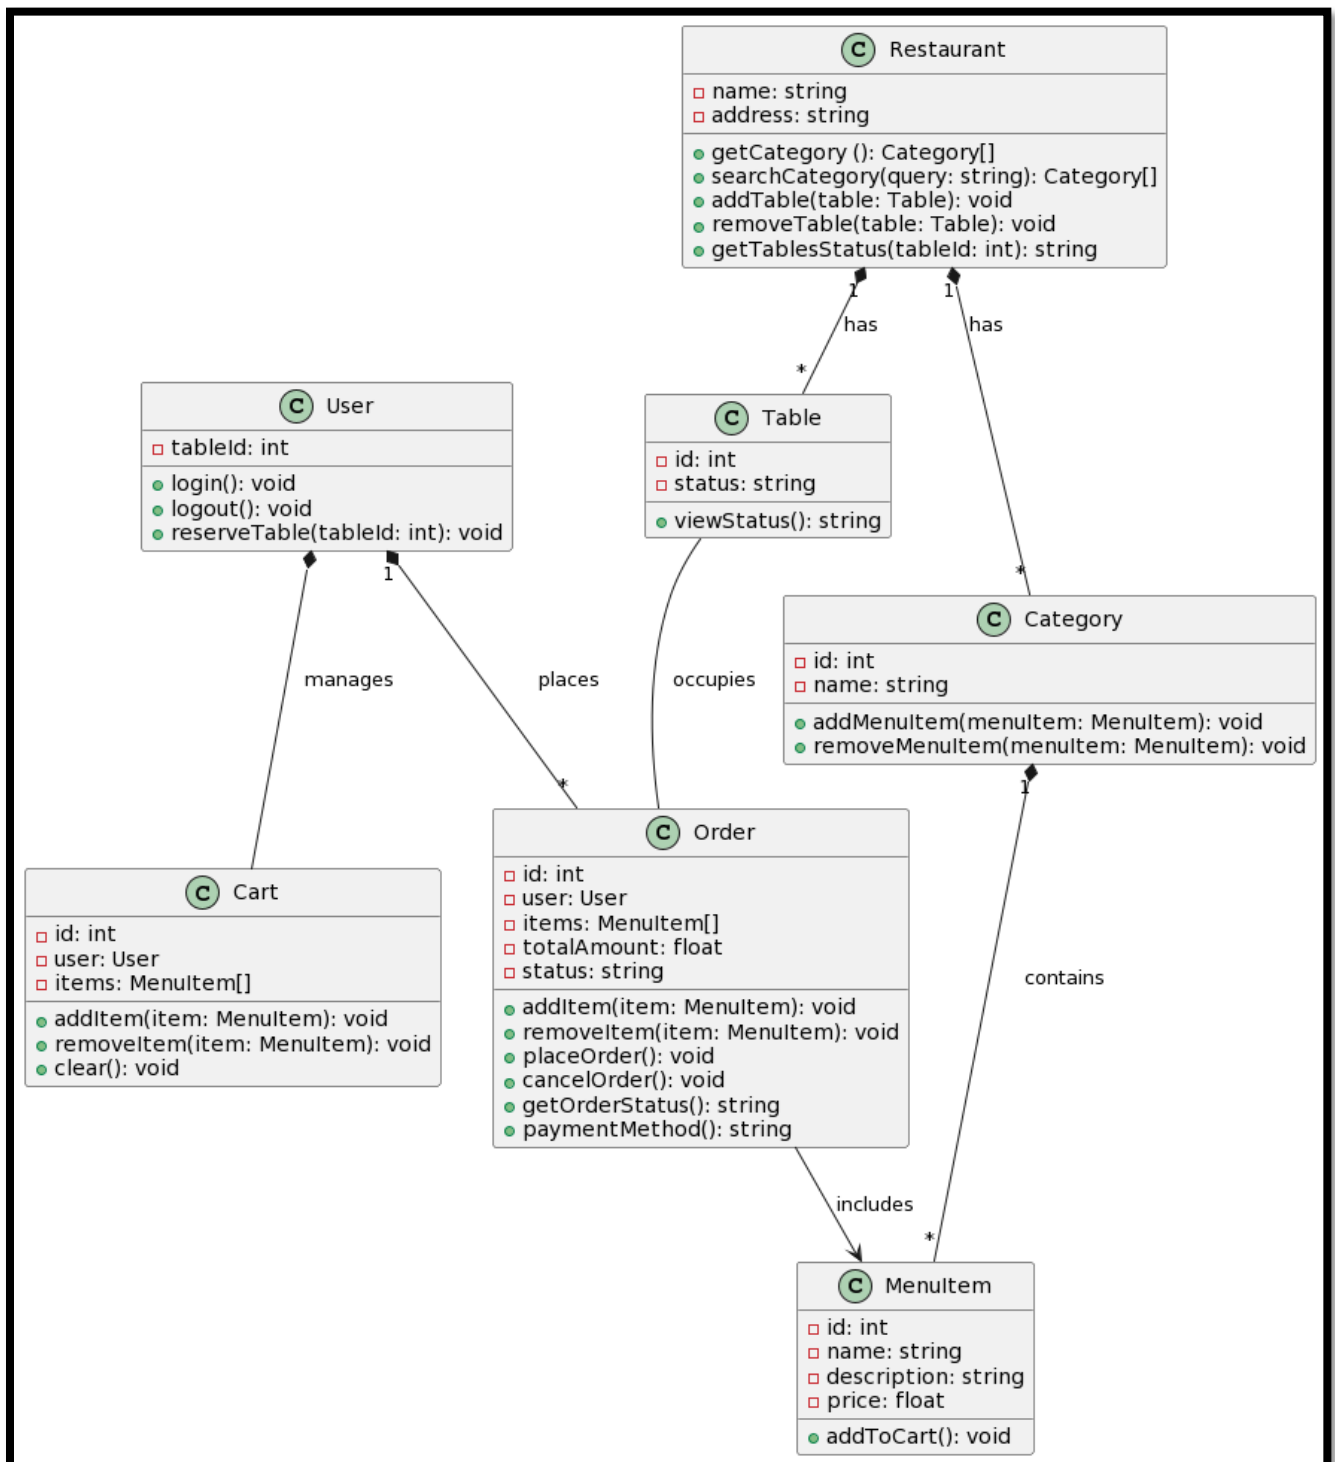 C Restaurant
name: string
address: string
getCategory (): Category[]
searchCategory(query: string): Category[]
addTable(table: Table): void
removeTable(table: Table): void
getTablesStatus(tableId: int): string
1
1
has
has
*
*
C User
tableId: int
login(): void
logout(): void
reserveTable(tableId: int): void
C Table
id: int
status: string
viewStatus(): string
1
manages
places
*
occupies
C Category
id: int
name: string
addMenuItem(menuItem: MenuItem): void
removeMenuItem(menuItem: MenuItem): void
1
contains
*
C Cart
id: int
user: User
items: MenuItem[]
addItem(item: MenuItem): void
removeItem(item: MenuItem): void
clear(): void
C Order
id: int
user: User
items: MenuItem[]
totalAmount: float
status: string
addItem(item: MenuItem): void
removeItem(item: MenuItem): void
placeOrder(): void
cancelOrder(): void
getOrderStatus(): string
paymentMethod(): string
includes
C MenuItem
id: int
name: string
description: string
price: float
addToCart(): void